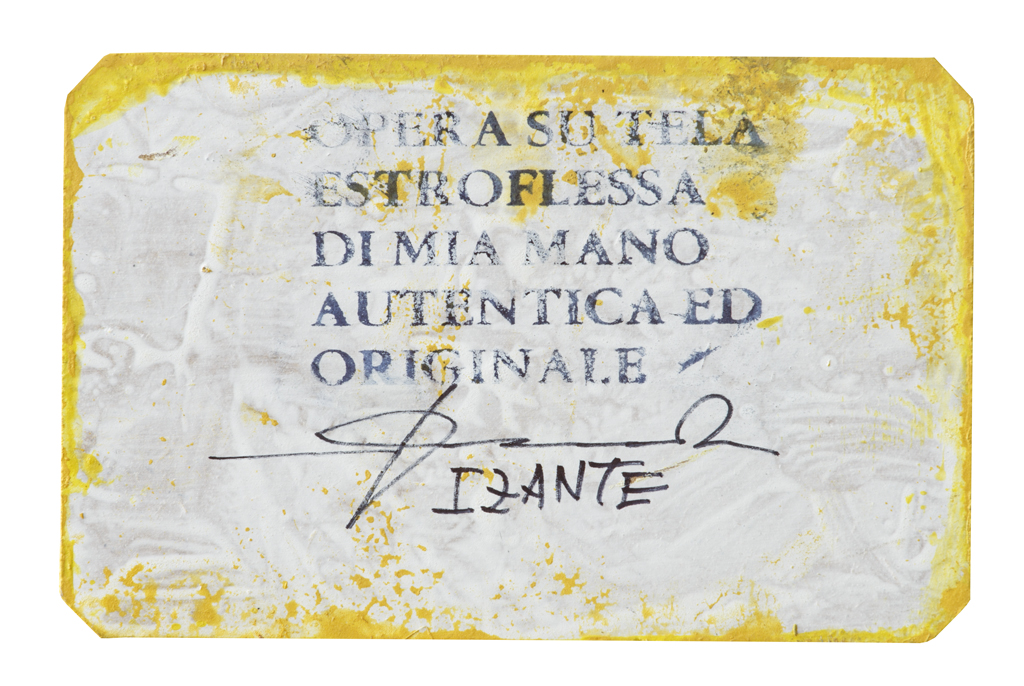 OPERA SU TELA
ESTROFLESSA
DI MIA MANO
AUTENTICA ED
ORIGINALE
IZANTE